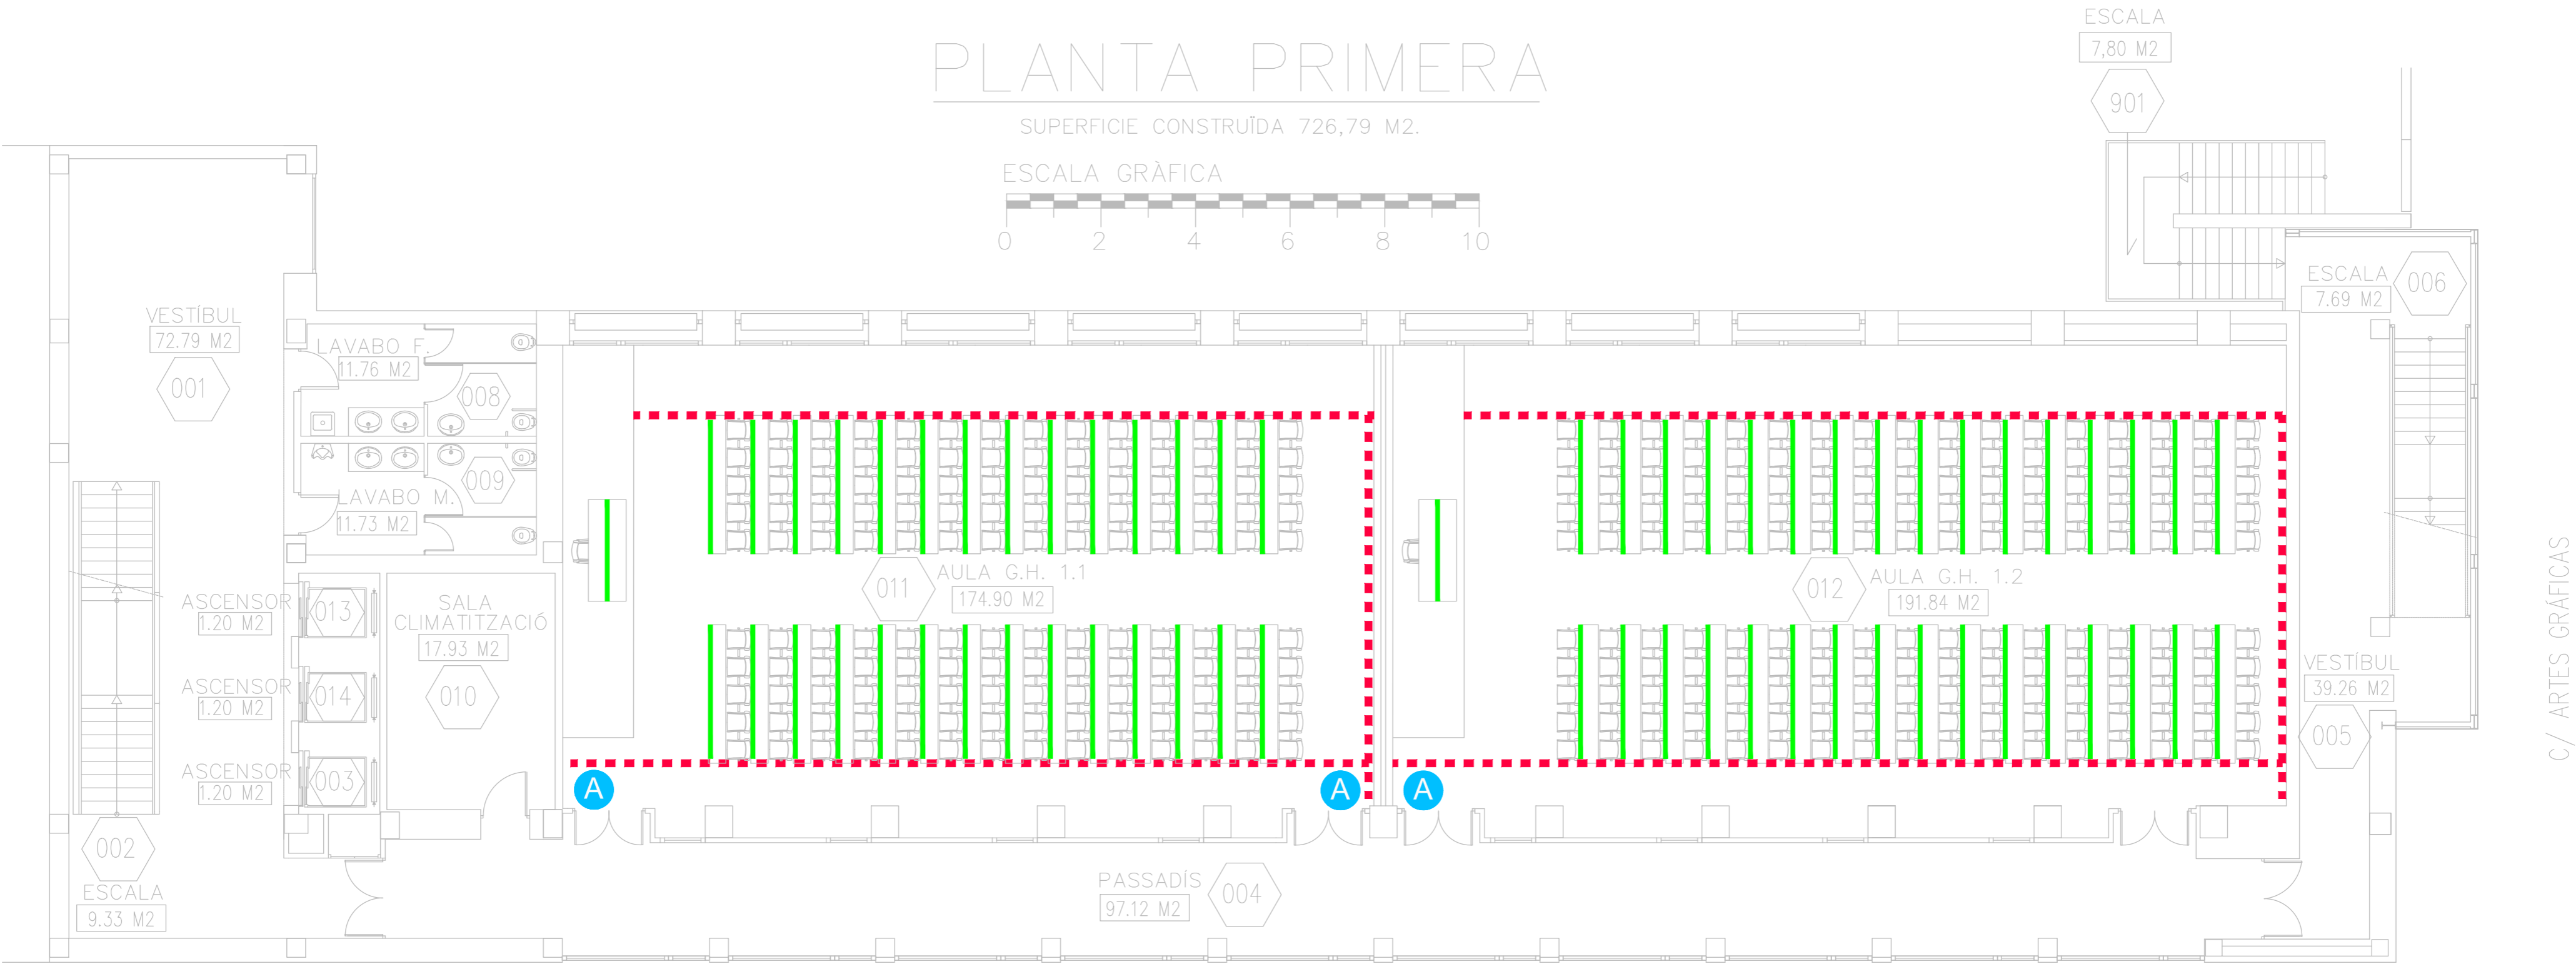 PLANTA PRIMERA
SUPERFICIE CONSTRUÏDA 726,79 M2.
ESCALA GRÀFICA
0 2 4 6 8 10
ESCALA
7,80 M2
901
ESCALA
7.69 M2
006
VESTÍBUL
72.79 M2
001
LAVABO F.
11.76 M2
008
009
LAVABO M.
11.73 M2
ASCENSOR
1.20 M2
013
ASCENSOR
1.20 M2
014
ASCENSOR
1.20 M2
003
SALA
CLIMATITZACIÓ
17.93 M2
010
011
AULA G.H. 1.1
174.90 M2
012
AULA G.H. 1.2
191.84 M2
VESTÍBUL
39.26 M2
005
C/ ARTES GRÁFICAS
A
A
A
002
ESCALA
9.33 M2
PASSADÍS
97.12 M2
004